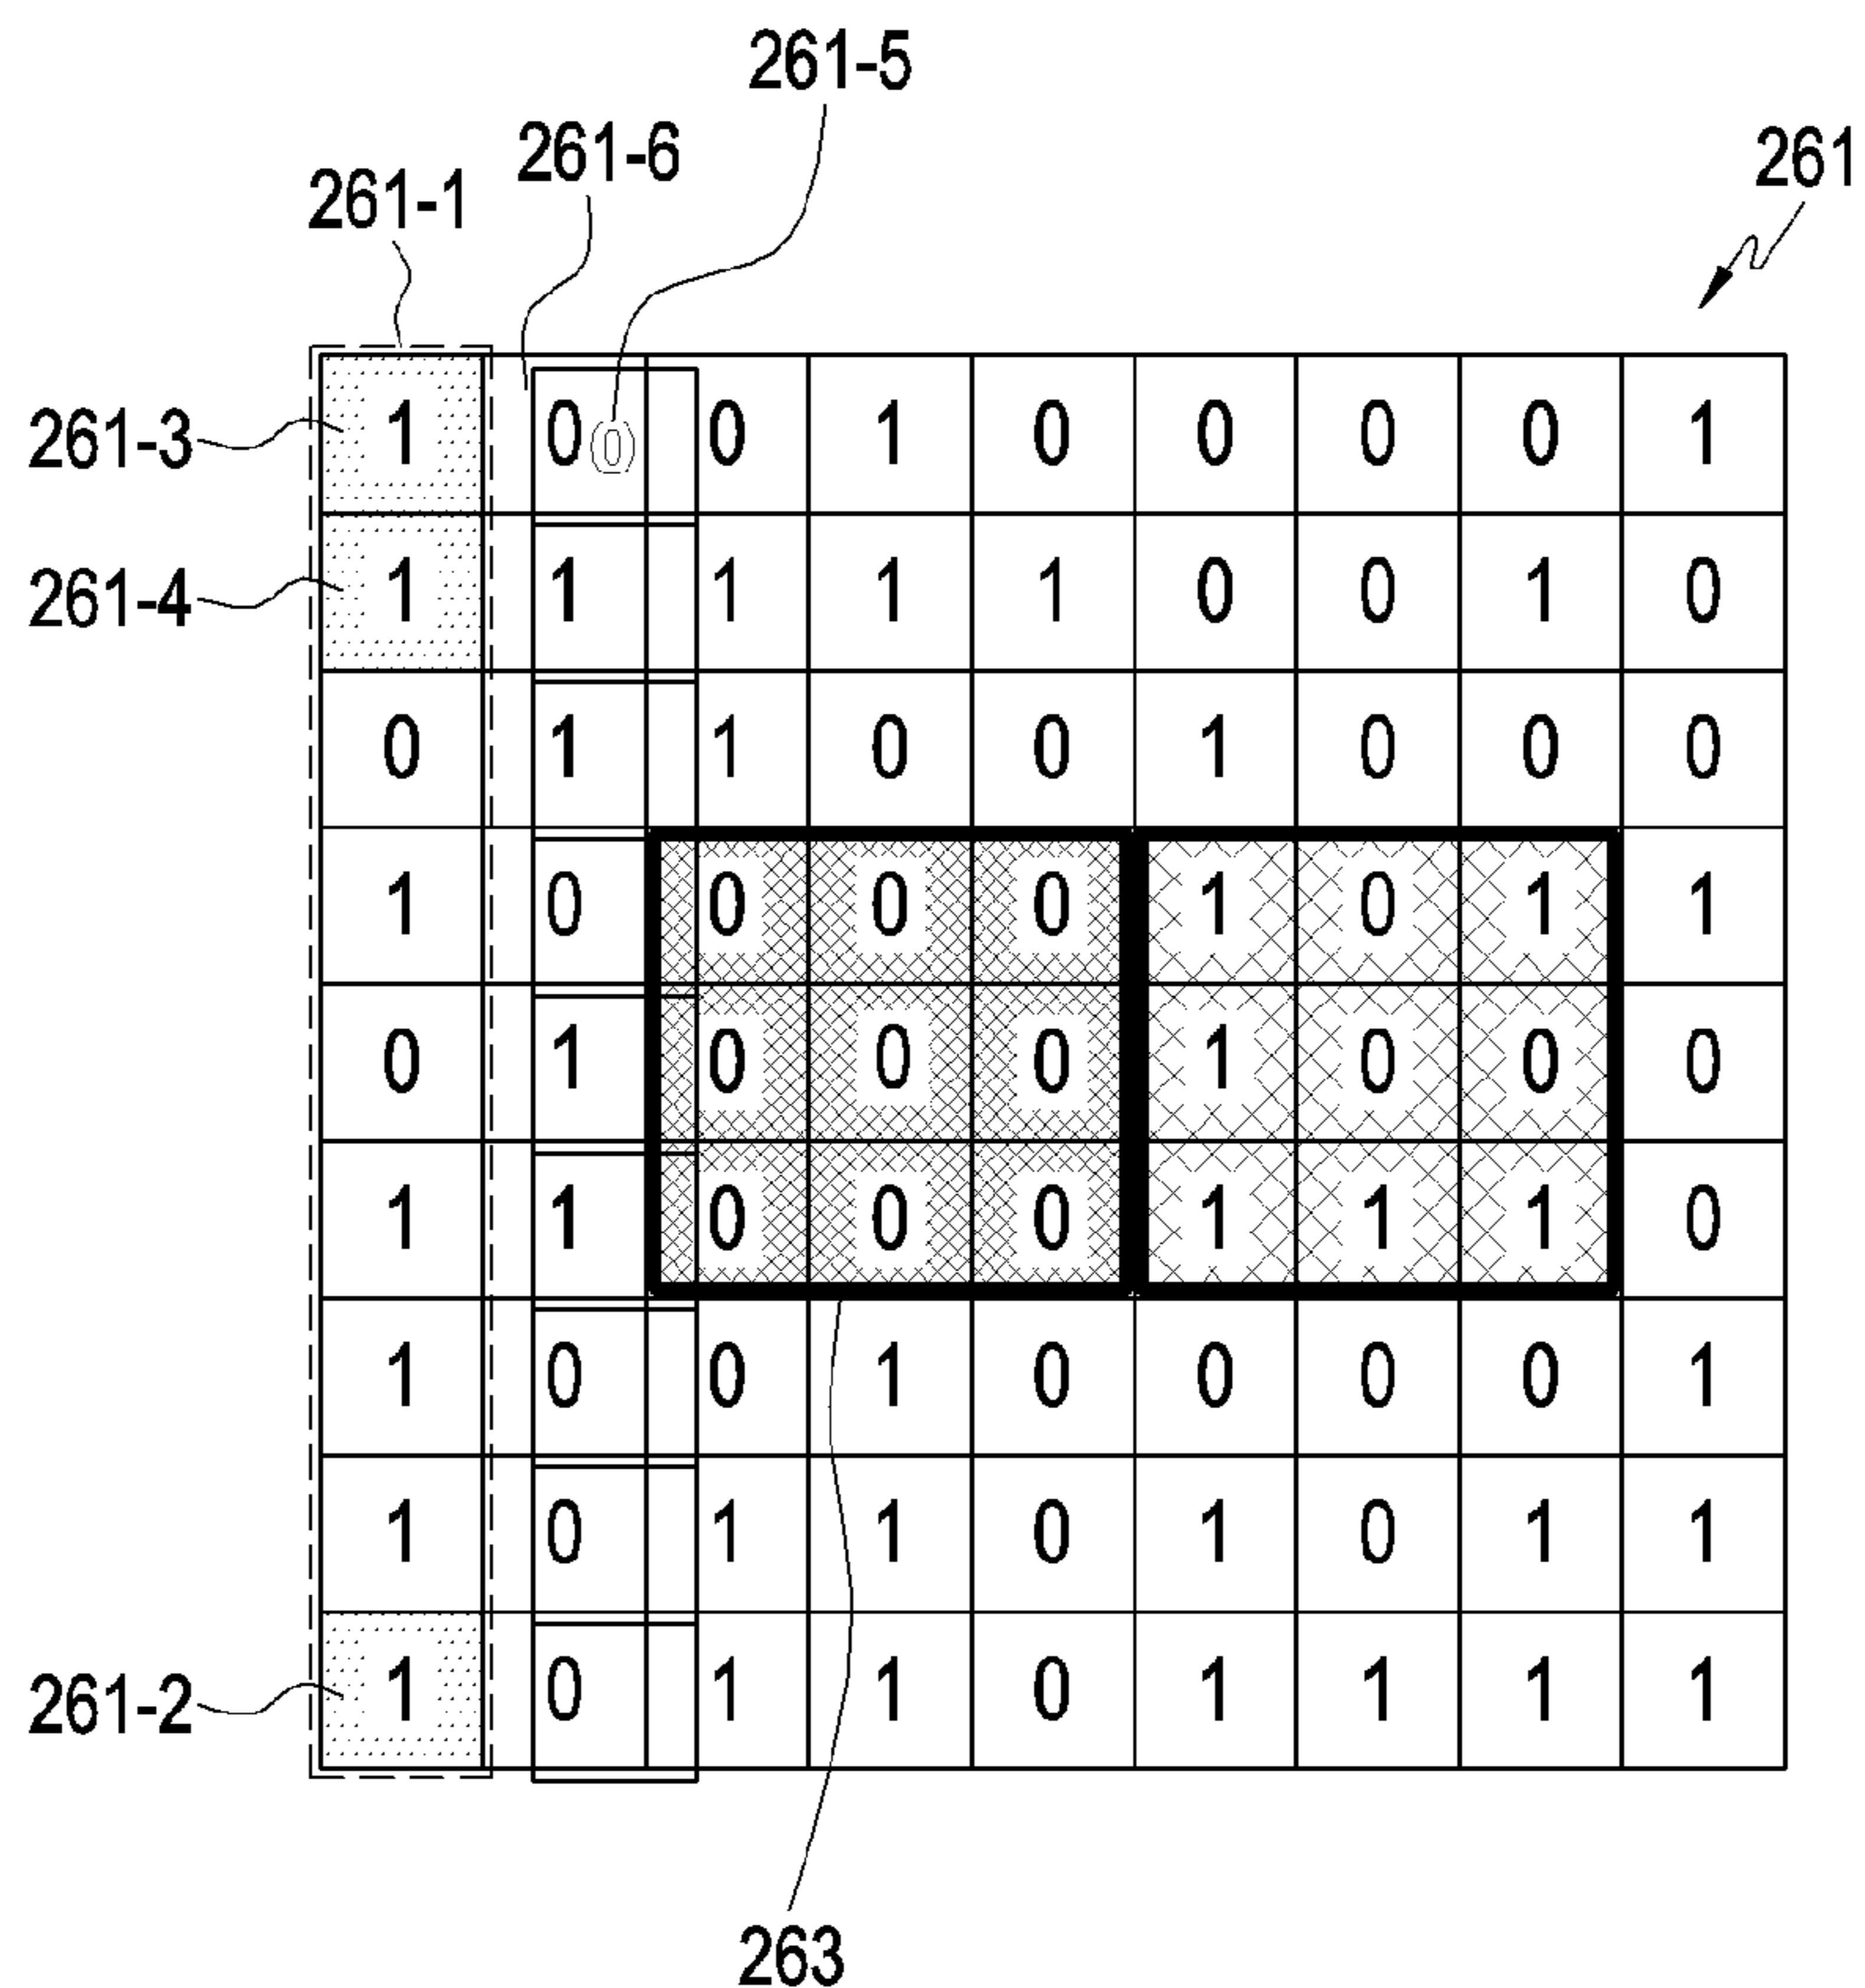 261-5
261-6
261
261-1
261-3 1 0 (0) 0 1 0 0 0 0 1
261-4 1 1 1 1 1 0 0 1 0
0 1 1 0 0 1 0 0 0
1 0 0 0 0 1 0 1 1
0 1 0 0 0 1 0 0 0
1 1 0 0 0 1 1 1 0
1 0 0 1 0 0 0 0 1
1 0 1 1 0 1 0 1 1
261-2 1 0 1 1 0 1 1 1 1
263